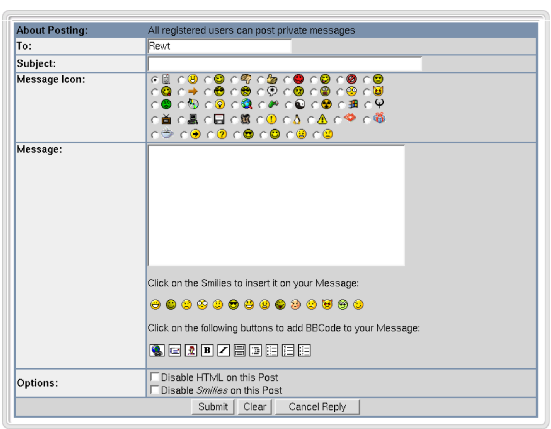 About Posting: All registered users can post private messages
To: Rewt
Subject:
Message Icon:
Message:
Click on the Smilies to insert it on your Message:
Click on the following buttons to add BBCode to your Message:
B
Options: Disable HTML on this Post
Disable Smilies on this Post
Submit Clear Cancel Reply